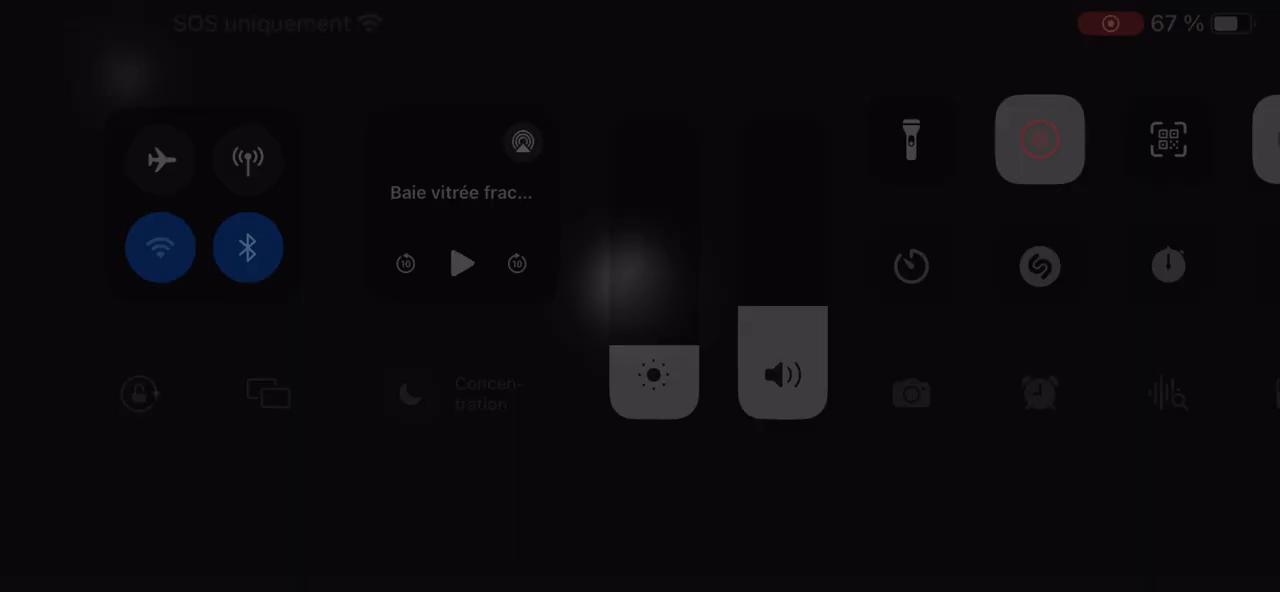 SOS uniquement
67 %
Baie vitrée frac...
10
10
Concen-
tration